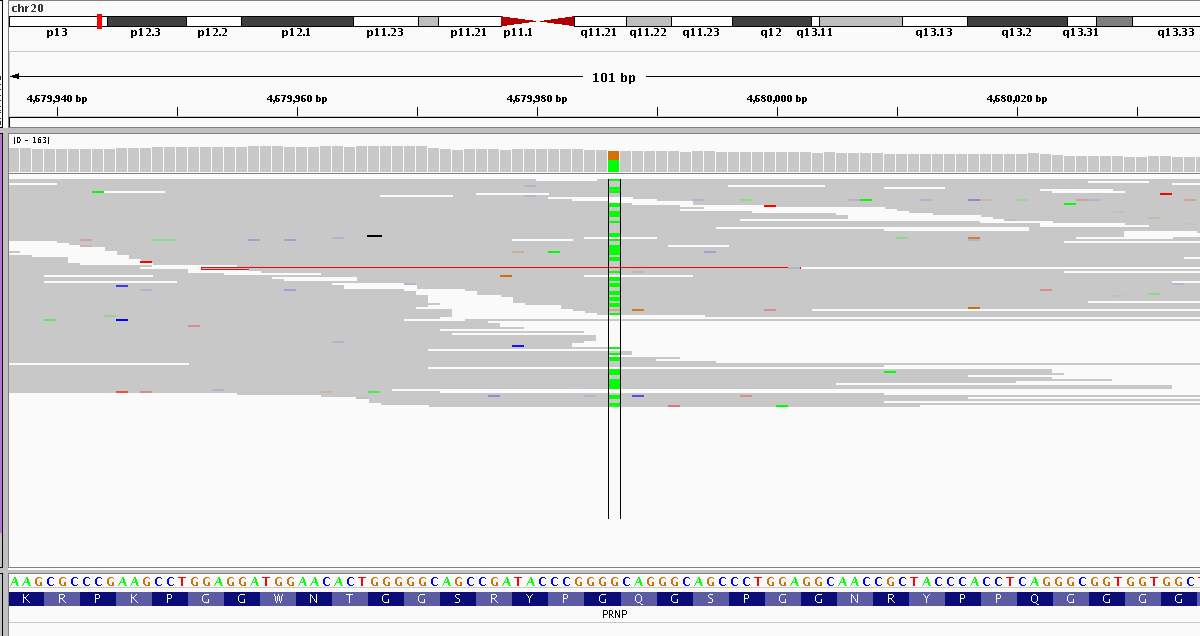 chr20
p13 p12.3 p12.2 p12.1 p11.23 p11.21 p11.1 q11.21 q11.22 q11.23 q12 q13.11 q13.13 q13.2 q13.31 q13.33
101 bp
4,679,940 bp 4,679,960 bp 4,679,980 bp 4,680,000 bp 4,680,020 bp
[0 - 163]
AAGCGCCCGAAGCCTGGAGGATGGAACACTGGGGGCAGCCGATACCCGGGGCAGGGCAGCCCTGGAGGCAACCGCTACCCACCTCAGGGCGGTGGTGGC
K R P K P G G W N T G G S R Y P G Q G S P G G N R Y P P Q G G G G
PRNP